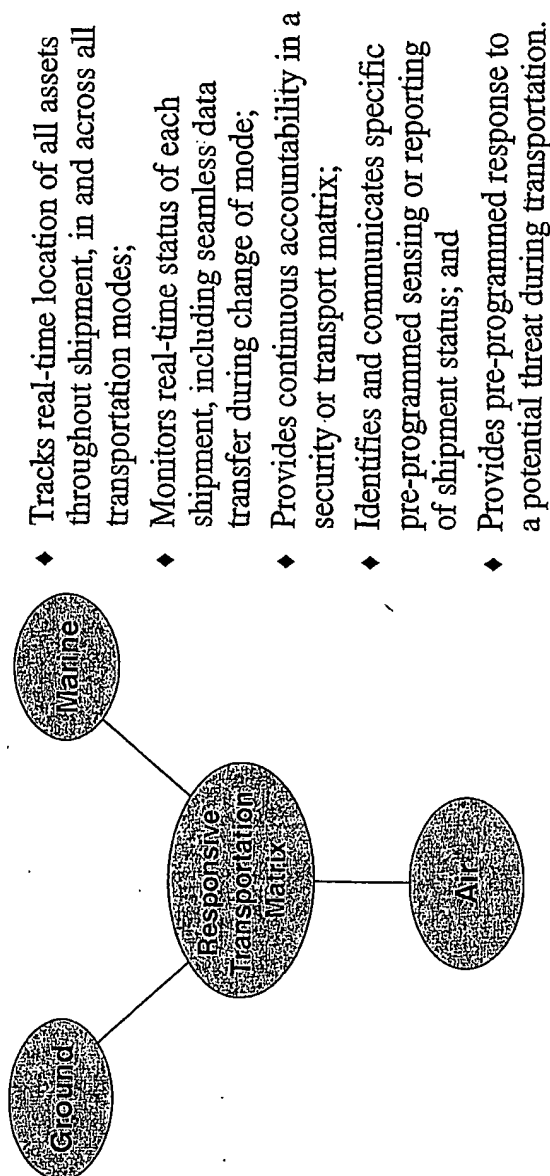 Ground
Marine
Responsive
Transportation
Matrix
Air
♦ Tracks real-time location of all assets
throughout shipment, in and across all
transportation modes;
♦ Monitors real-time status of each
shipment, including seamless data
transfer during change of mode;
♦ Provides continuous accountability in a
security or transport matrix;
♦ Identifies and communicates specific
pre-programmed sensing or reporting
of shipment status; and
♦ Provides pre-programmed response to
a potential threat during transportation.